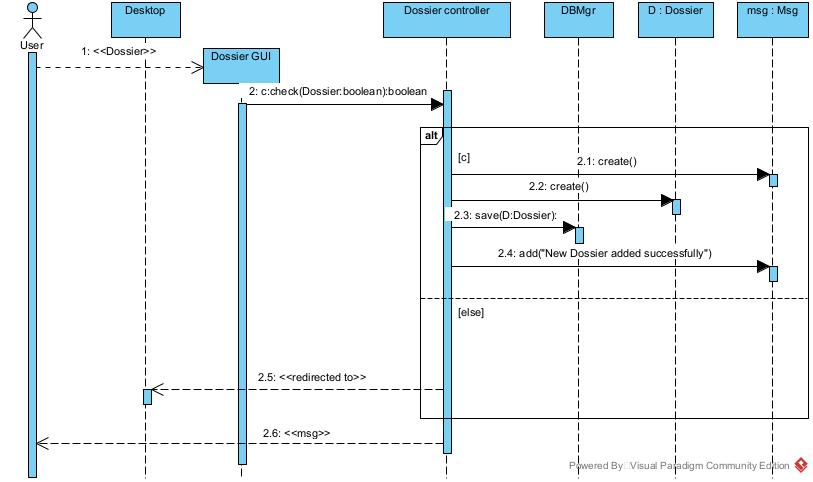 Desktop
Dossier controller
DBMgr
D : Dossier
msg : Msg
User
1: <<Dossier>>
Dossier GUI
2: c:check(Dossier:boolean):boolean
alt
[c]
2.1: create()
2.2: create()
2.3: save(D:Dossier):
2.4: add("New Dossier added successfully")
[else]
2.5: <<redirected to>>
2.6: <<msg>>
Powered By Visual Paradigm Community Edition